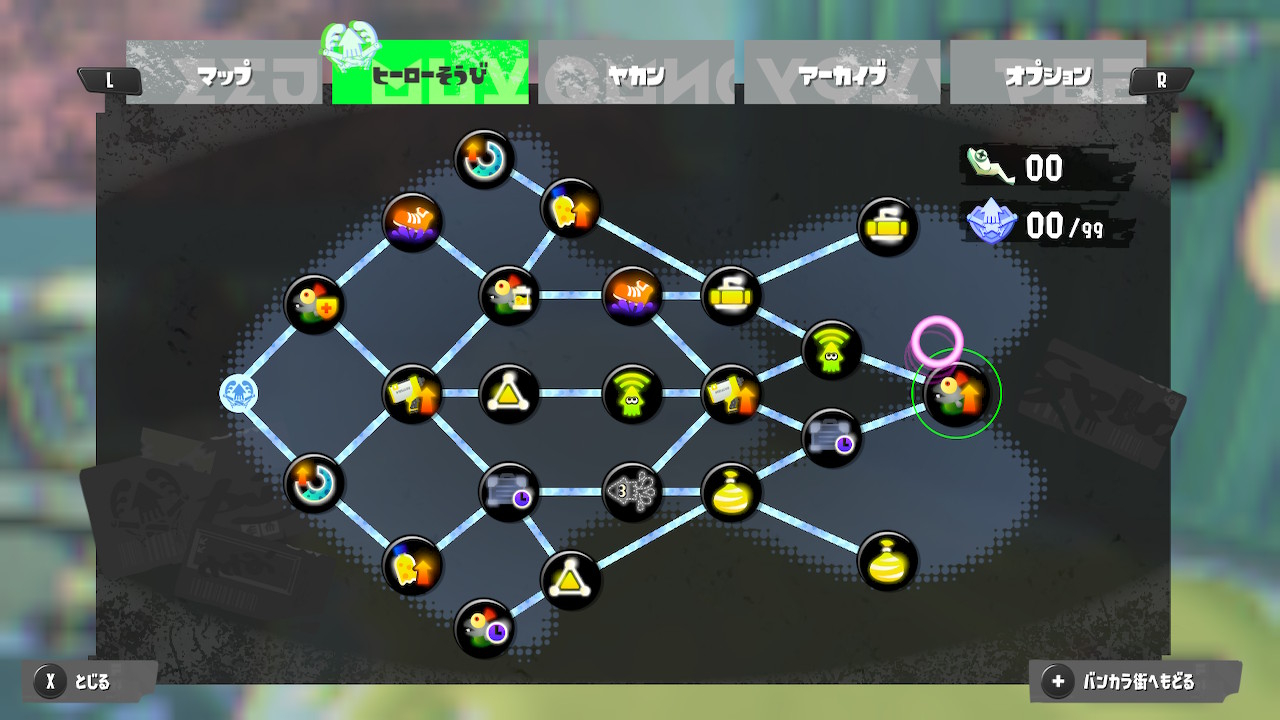 L
マップ
ヒーローそうび
ヤカン
アーカイブ
オプション
R
00
00/99
3
X とじる
+ バンカラ街へもどる